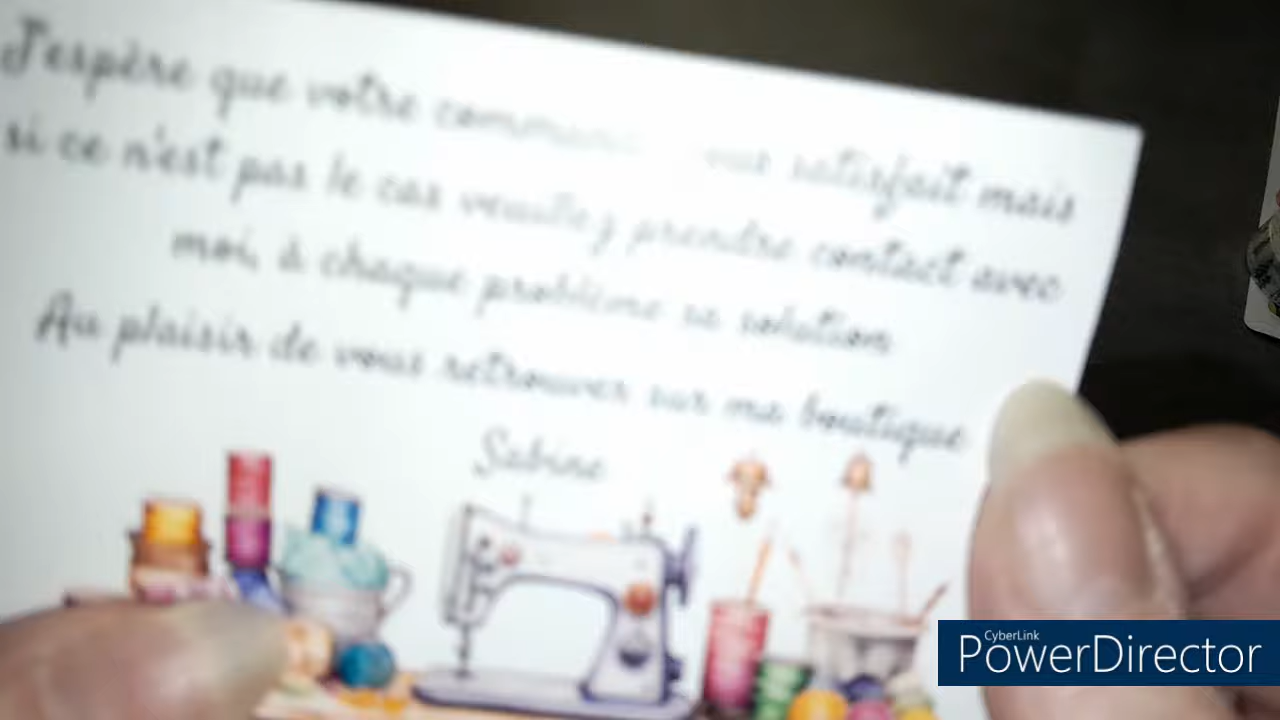 J'espère que votre satisfait mais
si ce n'est pas le cas veuillez prendre contact avec
moi, à chaque problème sa solution
Au plaisir de vous retrouver sur ma boutique
Sabine
CyberLink
PowerDirector